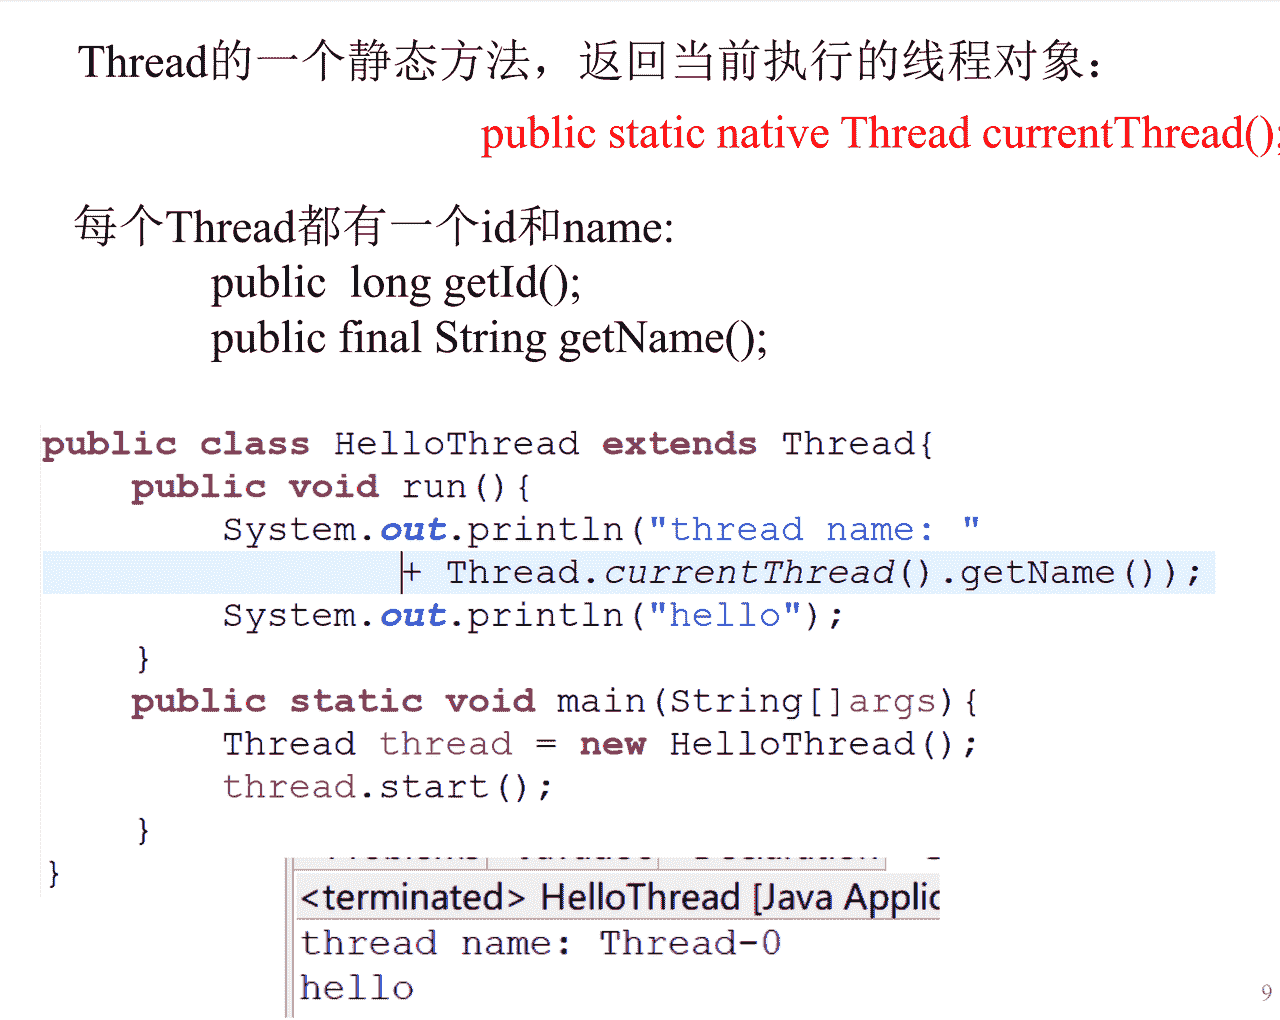 Thread的一个静态方法，返回当前执行的线程对象：
public static native Thread currentThread();
每个Thread都有一个id和name:
public long getId();
public final String getName();
public class HelloThread extends Thread{
public void run(){
System.out.println("thread name: "
+ Thread.currentThread().getName());
System.out.println("hello");
}
public static void main(String[]args){
Thread thread = new HelloThread();
thread.start();
}
}
<terminated> HelloThread [Java Applic
thread name: Thread-0
hello
9